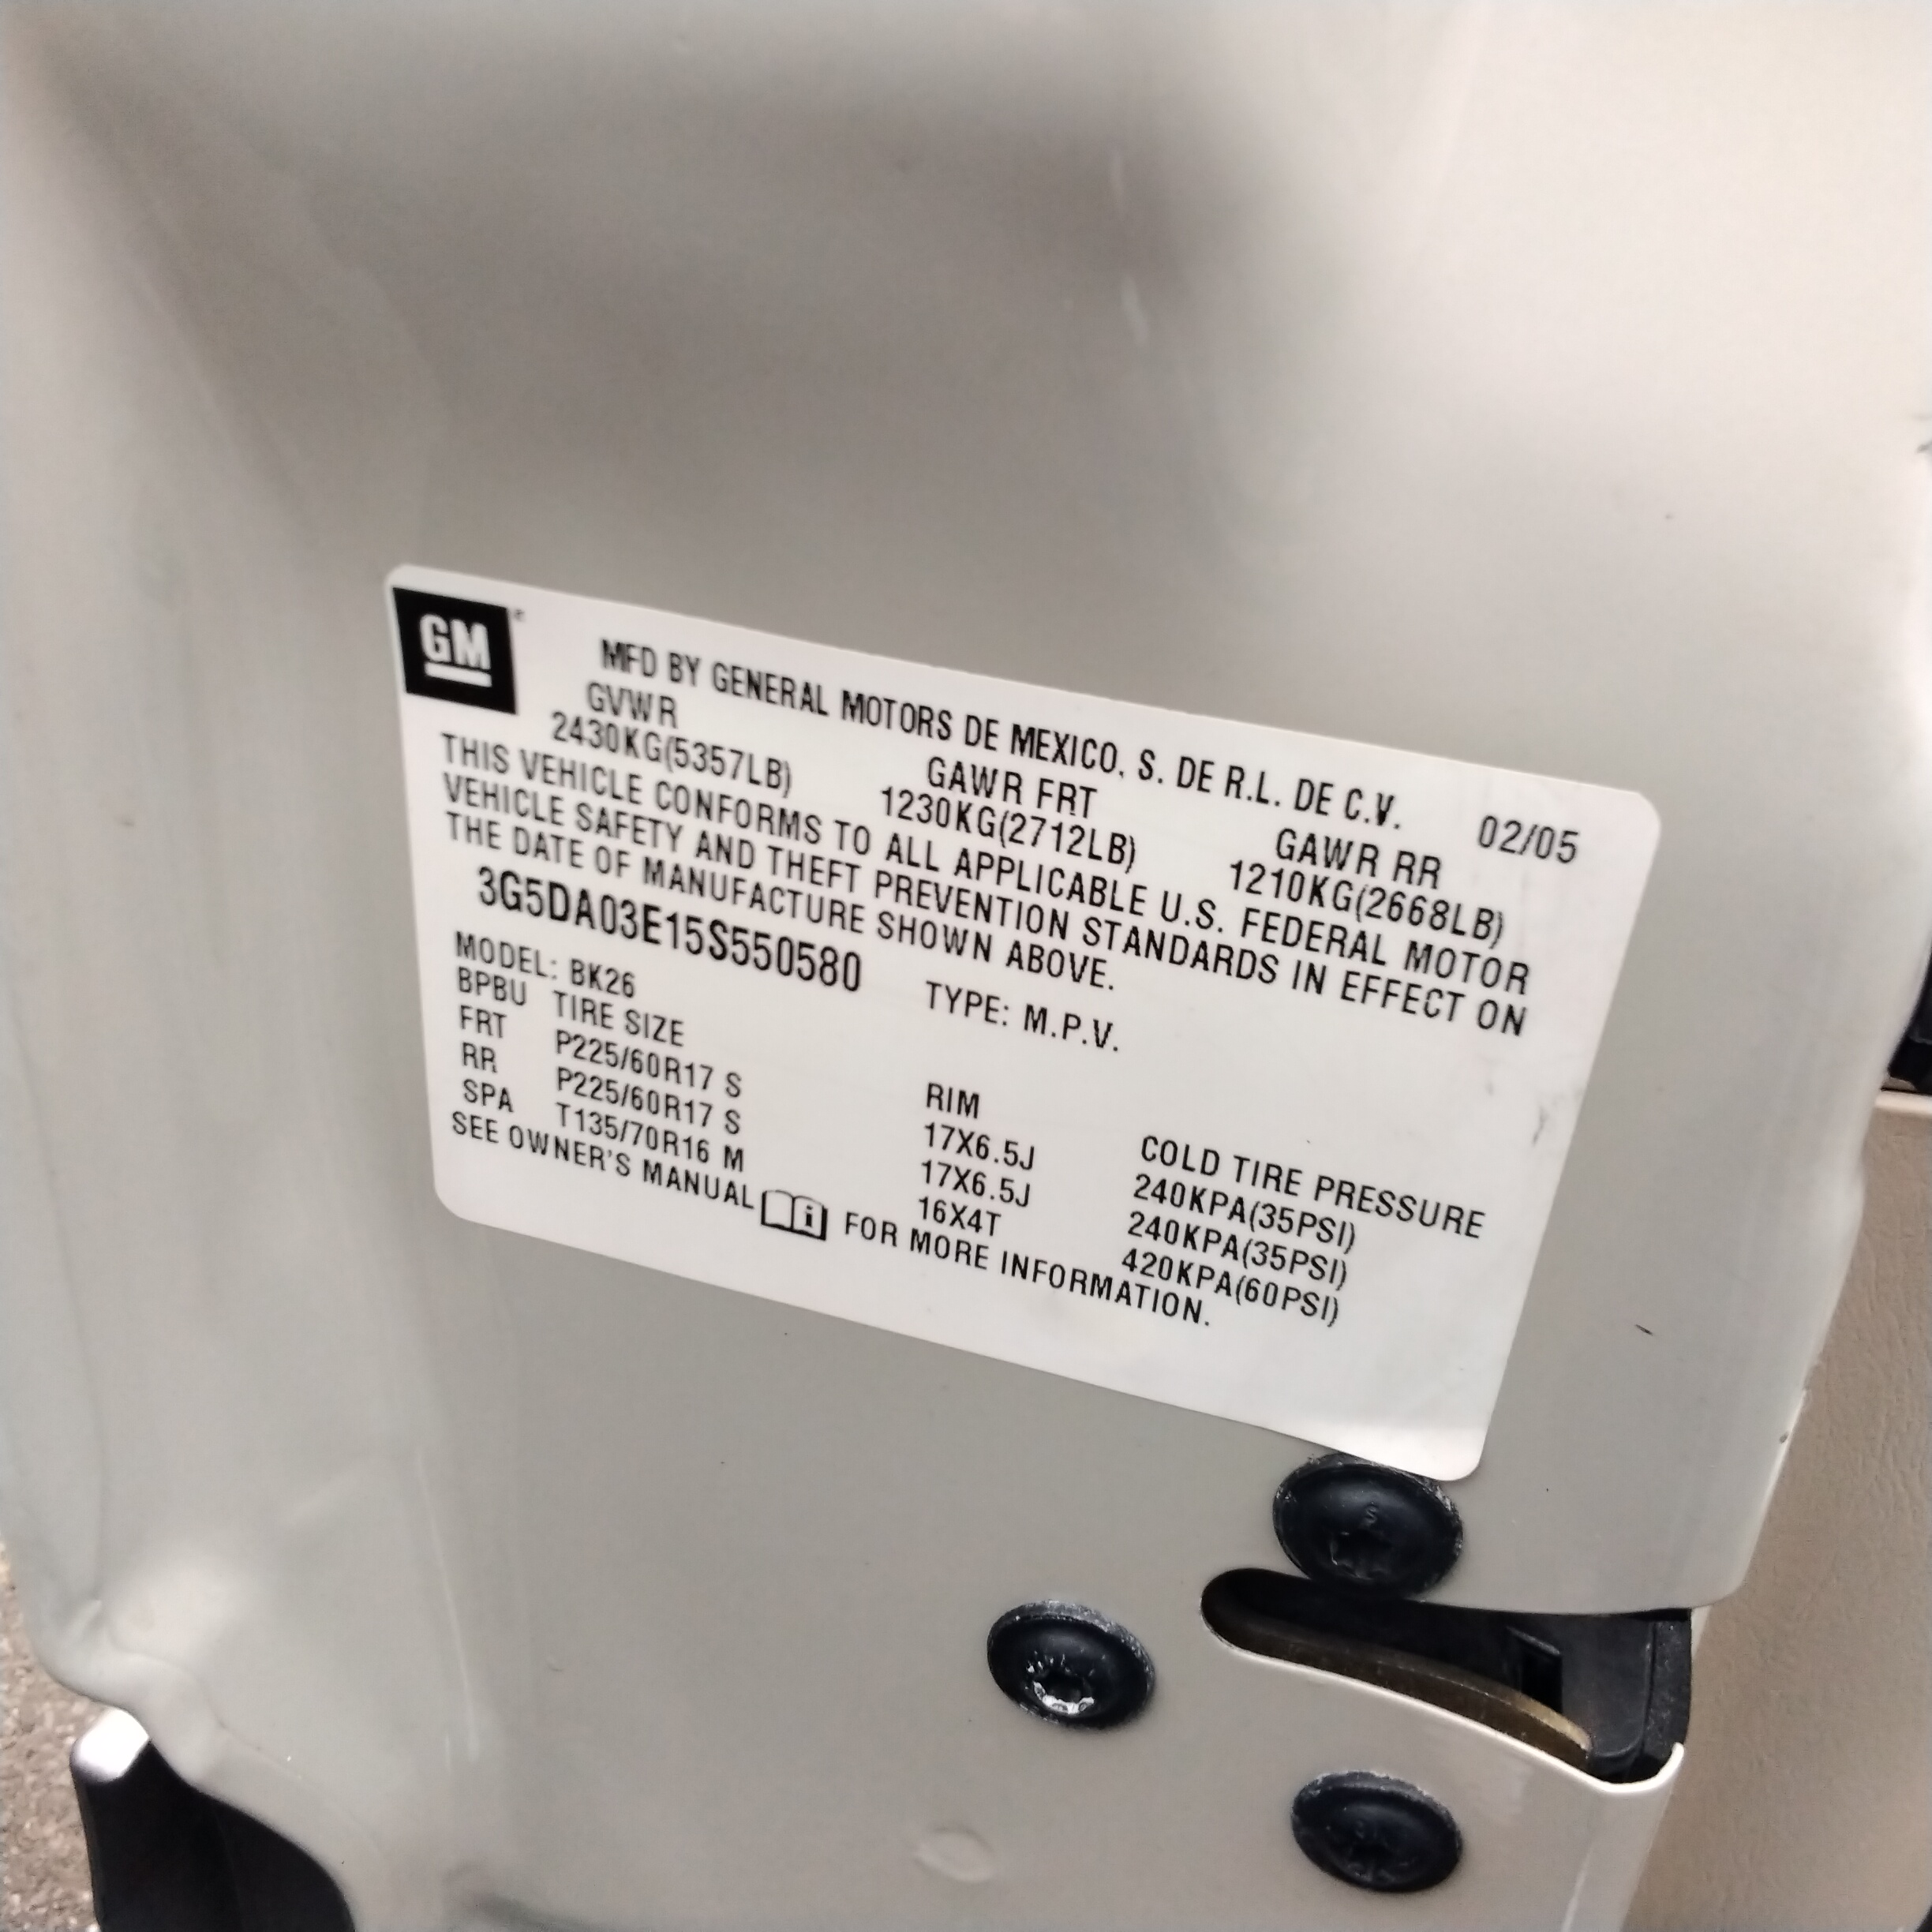 GM
MFD BY GENERAL MOTORS DE MEXICO, S. DE R.L. DE C.V. 02/05
GVWR GAWR FRT GAWR RR
2430KG(5357LB) 1230KG(2712LB) 1210KG(2668LB)
THIS VEHICLE CONFORMS TO ALL APPLICABLE U.S. FEDERAL MOTOR
VEHICLE SAFETY AND THEFT PREVENTION STANDARDS IN EFFECT ON
THE DATE OF MANUFACTURE SHOWN ABOVE.
3G5DA03E15S550580 TYPE: M.P.V.
MODEL: BK26
BPBU TIRE SIZE RIM COLD TIRE PRESSURE
FRT P225/60R17 S 17X6.5J 240KPA(35PSI)
RR P225/60R17 S 17X6.5J 240KPA(35PSI)
SPA T135/70R16 M 16X4T 420KPA(60PSI)
SEE OWNER'S MANUAL i FOR MORE INFORMATION.